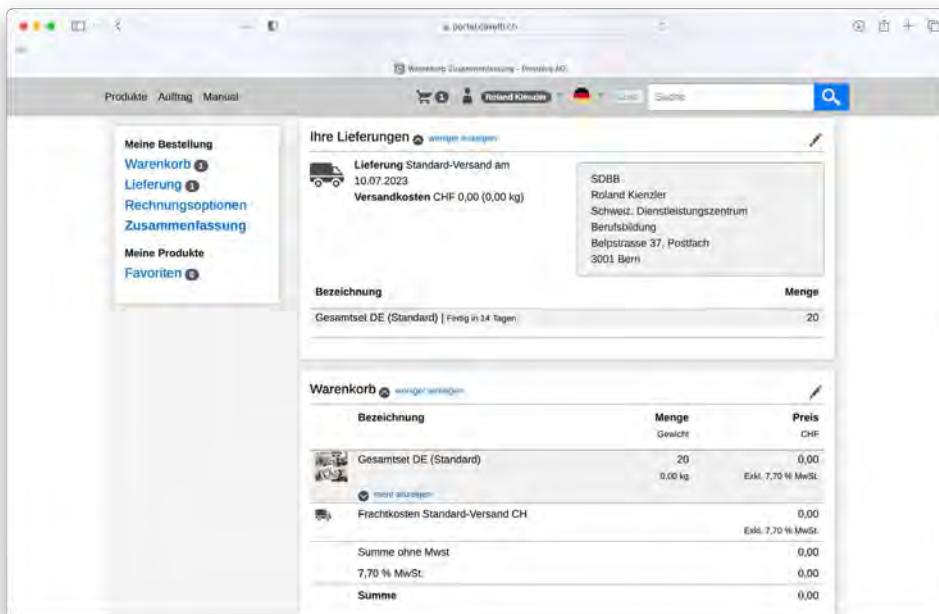 portal.cavelti.ch
Warenkorb Zusammenfassung -
Produkte Auftrag Manual
1
Roland Kienzler
Suche
Meine Bestellung
Warenkorb 1
Lieferung 1
Rechnungsoptionen
Zusammenfassung
Meine Produkte
Favoriten 0
Ihre Lieferungen weniger anzeigen
Lieferung Standard-Versand am
10.07.2023
Versandkosten CHF 0,00 (0,00 kg)
SDBB
Roland Kienzler
Schweiz. Dienstleistungszentrum
Berufsbildung
Belpstrasse 37, Postfach
3001 Bern
Bezeichnung Menge
Gesamtset DE (Standard) | Fertig in 14 Tagen 20
Warenkorb weniger anzeigen
Bezeichnung Menge Preis
Gewicht CHF
Gesamtset DE (Standard) 20 0,00
0,00 kg Exkl. 7,70 % MwSt.
mehr anzeigen
Frachtkosten Standard-Versand CH 0,00
Exkl. 7,70 % MwSt.
Summe ohne Mwst 0,00
7,70 % MwSt. 0,00
Summe 0,00